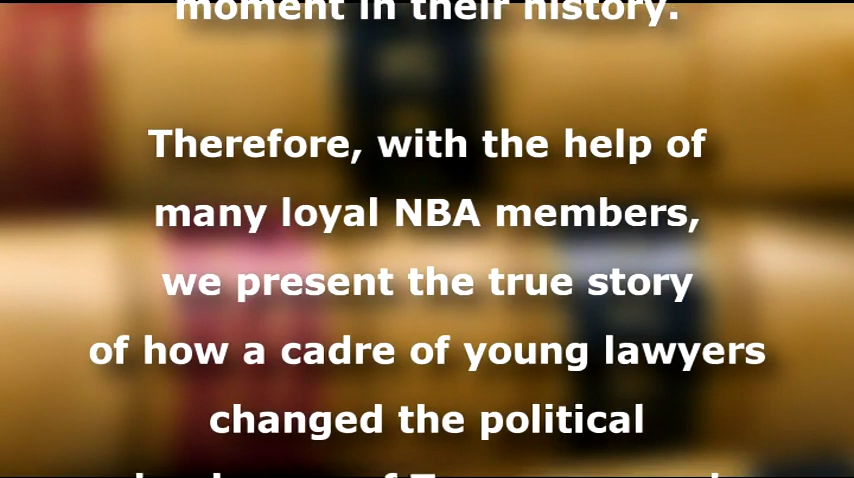 moment in their history.
Therefore, with the help of
many loyal NBA members,
we present the true story
of how a cadre of young lawyers
changed the political